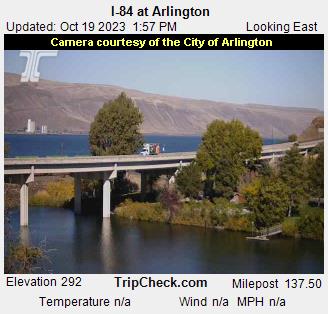 I-84 at Arlington
Updated: Oct 19 2023 1:57 PM Looking East
Camera courtesy of the City of Arlington
Elevation 292 TripCheck.com Milepost 137.50
Temperature n/a Wind n/a MPH n/a